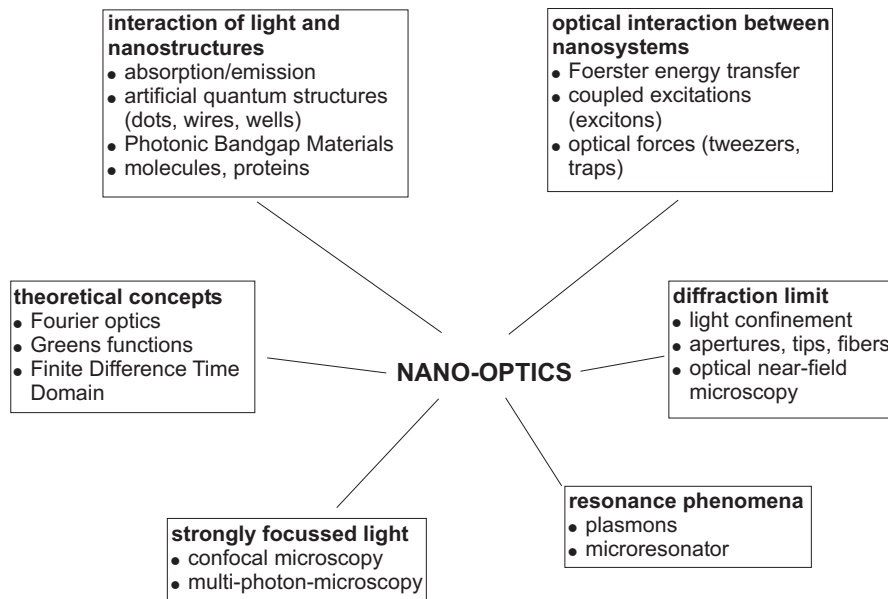 interaction of light and
nanostructures
● absorption/emission
● artificial quantum structures
(dots, wires, wells)
● Photonic Bandgap Materials
● molecules, proteins
optical interaction between
nanosystems
● Foerster energy transfer
● coupled excitations
(excitons)
● optical forces (tweezers,
traps)
theoretical concepts
● Fourier optics
● Greens functions
● Finite Difference Time
Domain
NANO-OPTICS
diffraction limit
● light confinement
● apertures, tips, fibers
● optical near-field
microscopy
strongly focussed light
● confocal microscopy
● multi-photon-microscopy
resonance phenomena
● plasmons
● microresonator